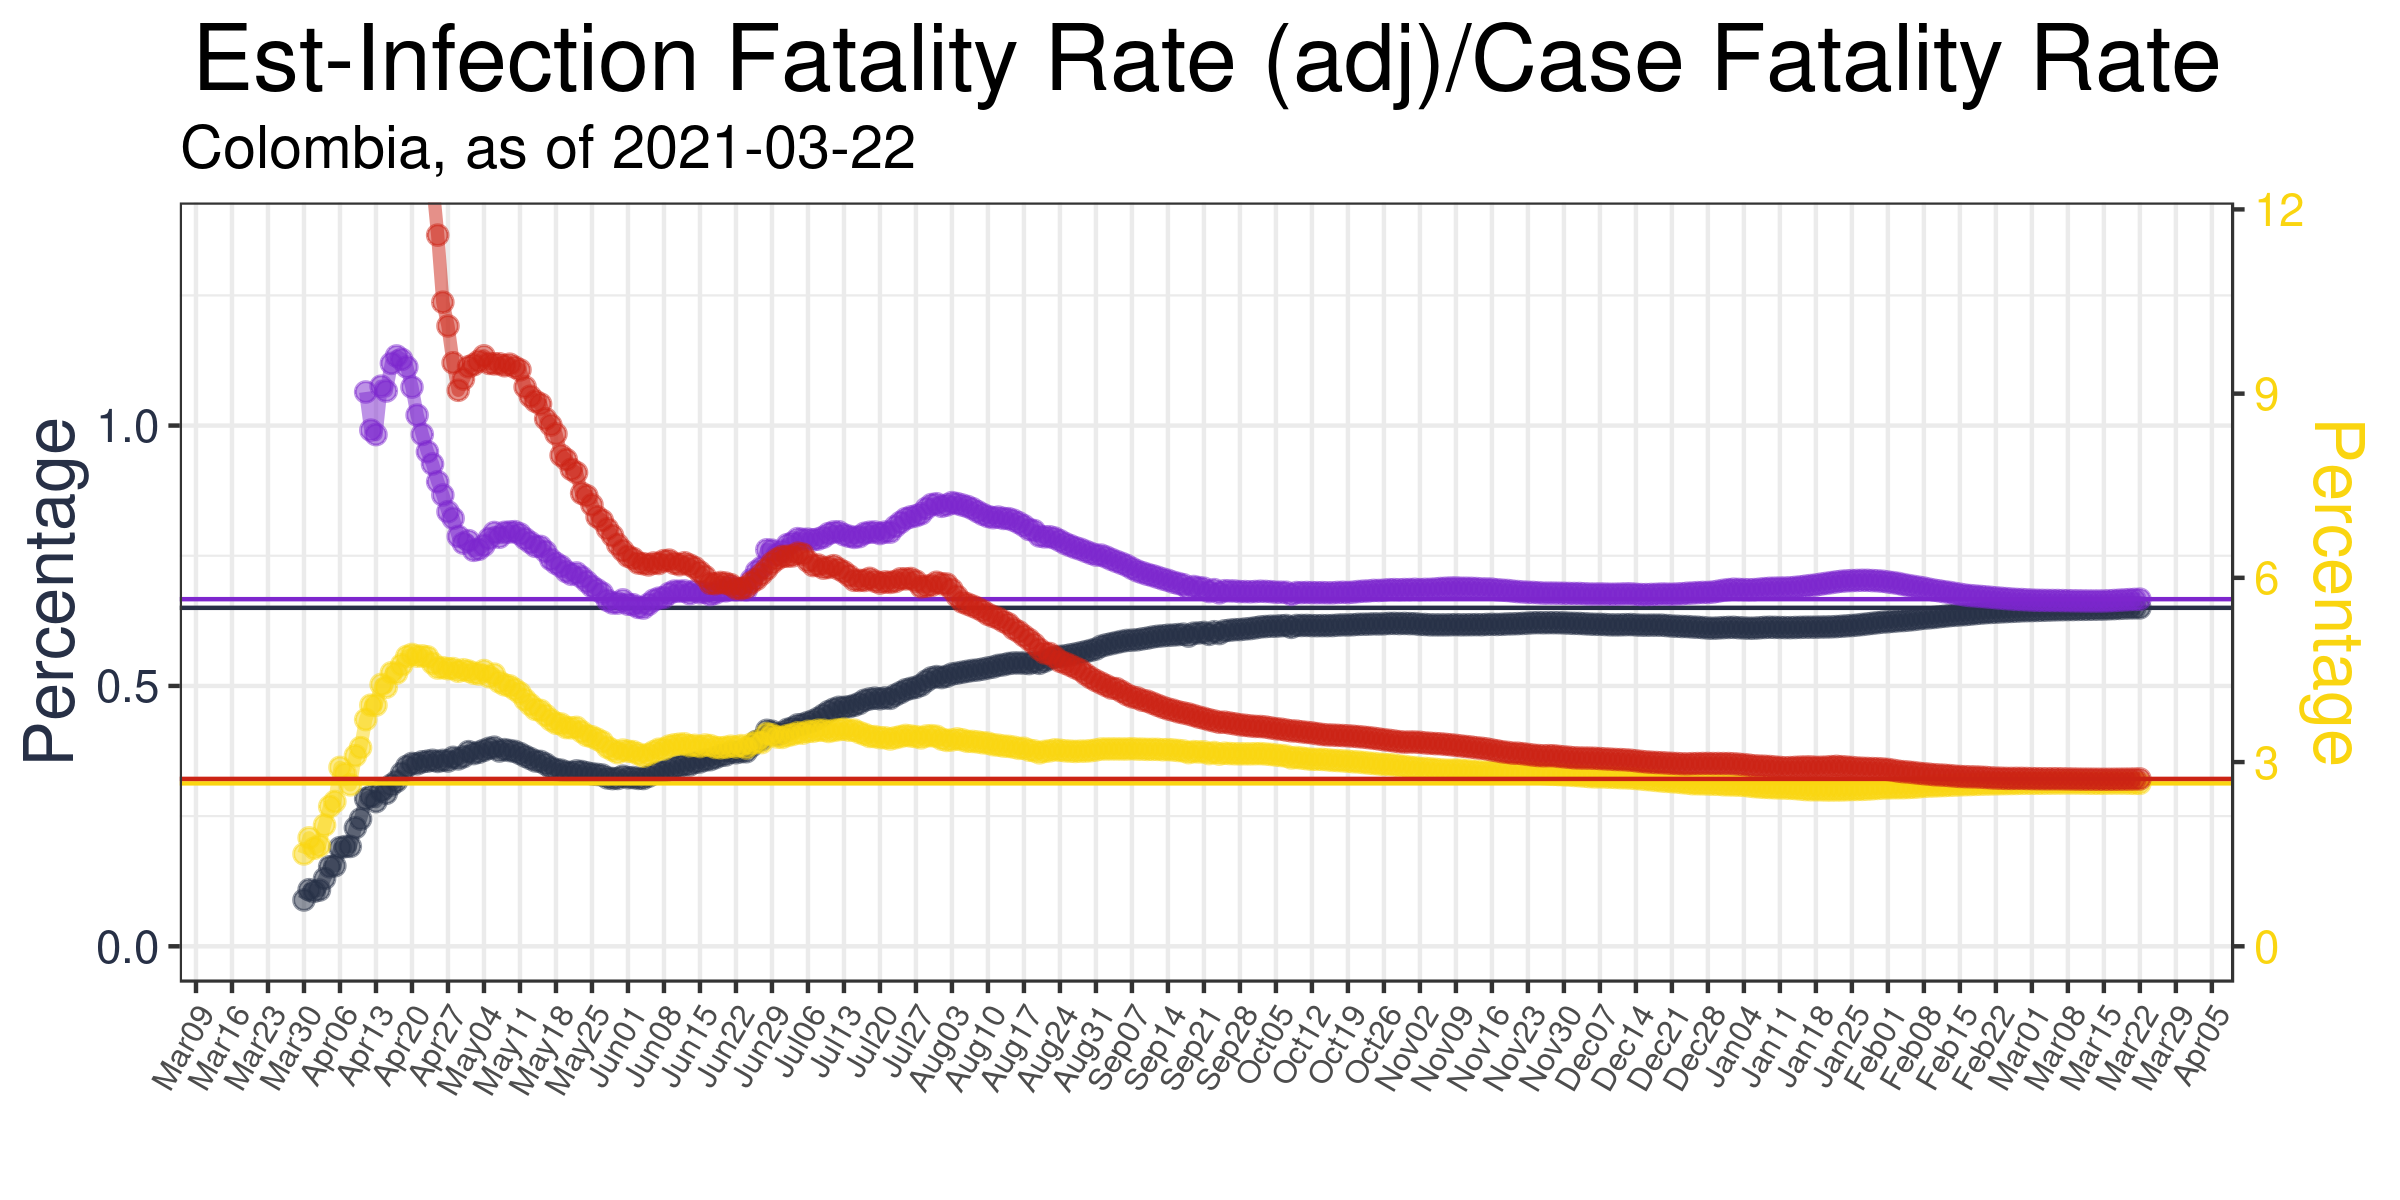 Est-Infection Fatality Rate (adj)/Case Fatality Rate
Colombia, as of 2021-03-22
Percentage
1.0
0.5
0.0
12
9
6
3
0
Percentage
Mar09
Mar16
Mar23
Mar30
Apr06
Apr13
Apr20
Apr27
May04
May11
May18
May25
Jun01
Jun08
Jun15
Jun22
Jun29
Jul06
Jul13
Jul20
Jul27
Aug03
Aug10
Aug17
Aug24
Aug31
Sep07
Sep14
Sep21
Sep28
Oct05
Oct12
Oct19
Oct26
Nov02
Nov09
Nov16
Nov23
Nov30
Dec07
Dec14
Dec21
Dec28
Jan04
Jan11
Jan18
Jan25
Feb01
Feb08
Feb15
Feb22
Mar01
Mar08
Mar15
Mar22
Mar29
Apr05